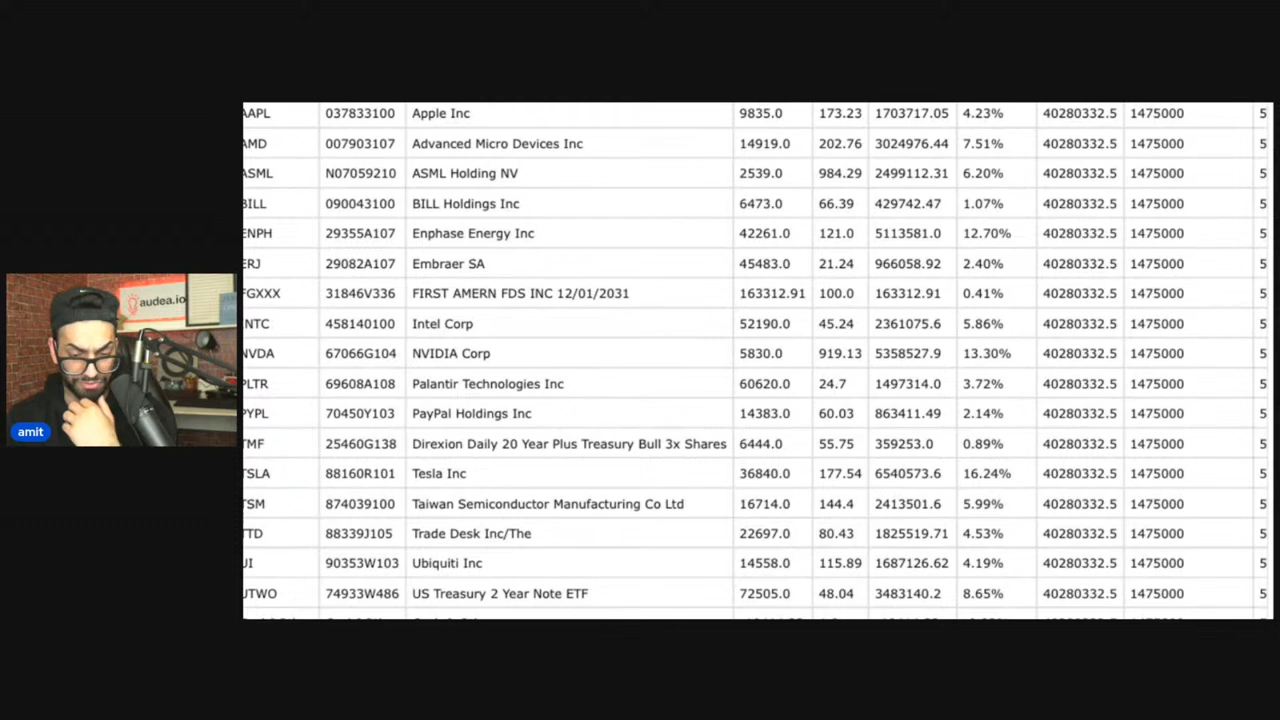 AAPL 037833100 Apple Inc 9835.0 173.23 1703717.05 4.23% 40280332.5 1475000 5
AMD 007903107 Advanced Micro Devices Inc 14919.0 202.76 3024976.44 7.51% 40280332.5 1475000 5
ASML N07059210 ASML Holding NV 2539.0 984.29 2499112.31 6.20% 40280332.5 1475000 5
BILL 090043100 BILL Holdings Inc 6473.0 66.39 429742.47 1.07% 40280332.5 1475000 5
ENPH 29355A107 Enphase Energy Inc 42261.0 121.0 5113581.0 12.70% 40280332.5 1475000 5
ERJ 29082A107 Embraer SA 45483.0 21.24 966058.92 2.40% 40280332.5 1475000 5
FGXXX 31846V336 FIRST AMERN FDS INC 12/01/2031 163312.91 100.0 163312.91 0.41% 40280332.5 1475000 5
INTC 458140100 Intel Corp 52190.0 45.24 2361075.6 5.86% 40280332.5 1475000 5
NVDA 67066G104 NVIDIA Corp 5830.0 919.13 5358527.9 13.30% 40280332.5 1475000 5
PLTR 69608A108 Palantir Technologies Inc 60620.0 24.7 1497314.0 3.72% 40280332.5 1475000 5
PYPL 70450Y103 PayPal Holdings Inc 14383.0 60.03 863411.49 2.14% 40280332.5 1475000 5
TMF 25460G138 Direxion Daily 20 Year Plus Treasury Bull 3x Shares 6444.0 55.75 359253.0 0.89% 40280332.5 1475000 5
TSLA 88160R101 Tesla Inc 36840.0 177.54 6540573.6 16.24% 40280332.5 1475000 5
TSM 874039100 Taiwan Semiconductor Manufacturing Co Ltd 16714.0 144.4 2413501.6 5.99% 40280332.5 1475000 5
TTD 88339J105 Trade Desk Inc/The 22697.0 80.43 1825519.71 4.53% 40280332.5 1475000 5
UI 90353W103 Ubiquiti Inc 14558.0 115.89 1687126.62 4.19% 40280332.5 1475000 5
UTWO 74933W486 US Treasury 2 Year Note ETF 72505.0 48.04 3483140.2 8.65% 40280332.5 1475000 5
audea.io
amit